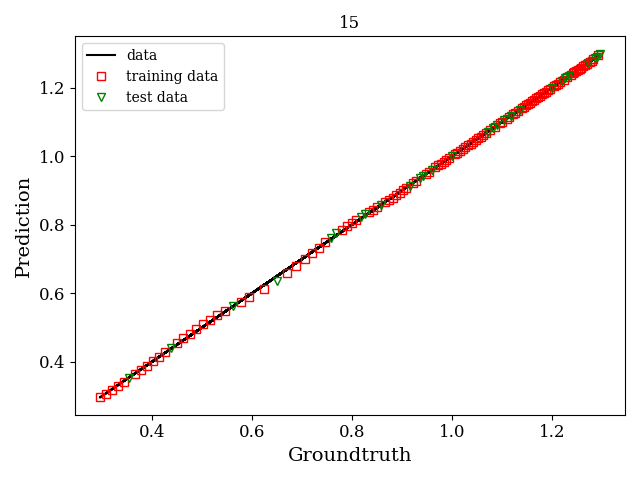 15
data
training data
test data
Prediction
1.2
1.0
0.8
0.6
0.4
0.4 0.6 0.8 1.0 1.2
Groundtruth